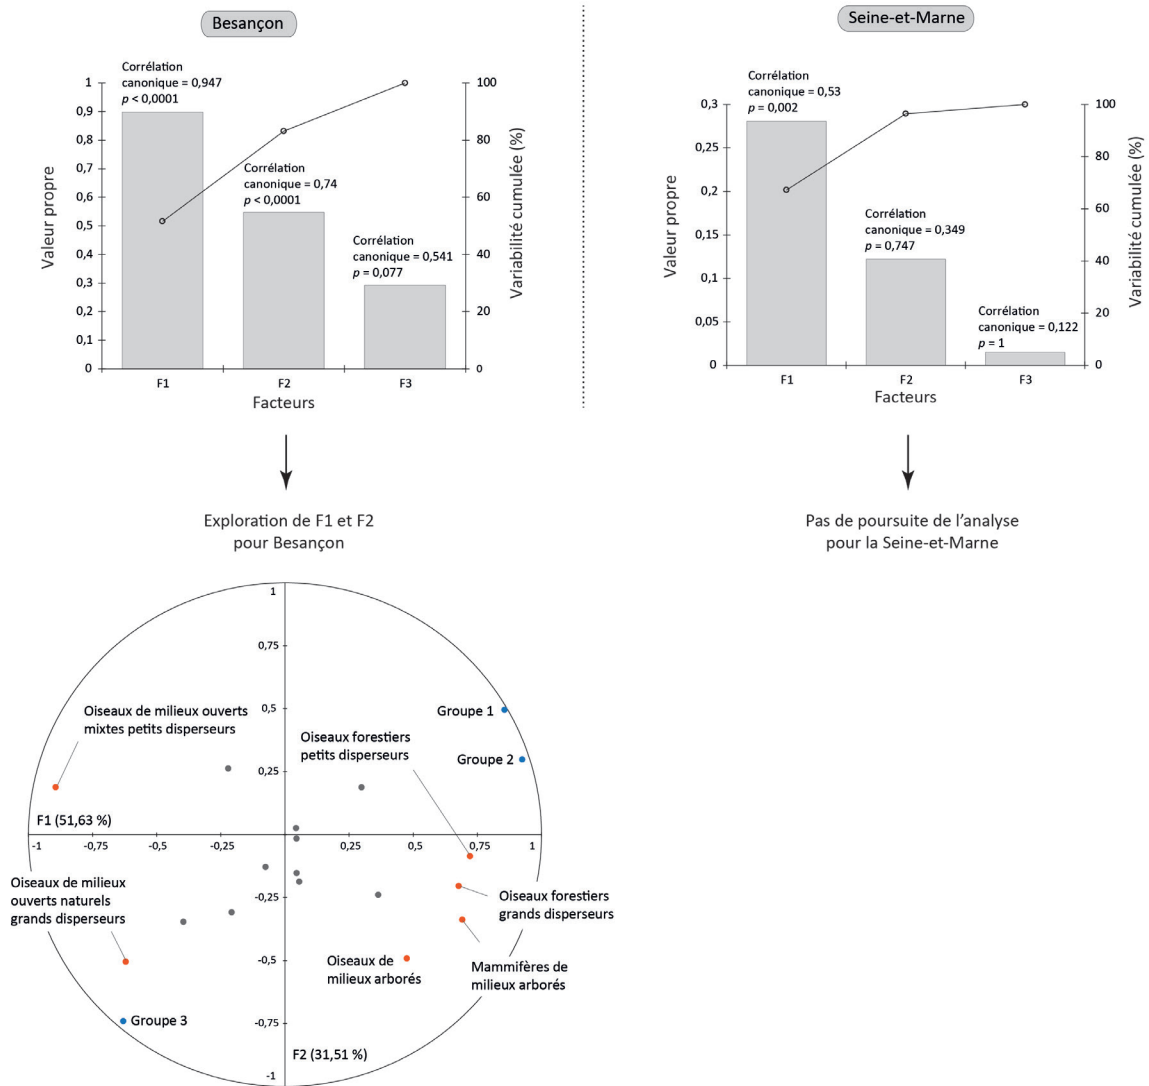 Besançon
Corrélation
canonique = 0,947
p < 0,0001
Corrélation
canonique = 0,74
p < 0,0001
Corrélation
canonique = 0,541
p = 0,077
Valeur propre
1
0,9
0,8
0,7
0,6
0,5
0,4
0,3
0,2
0,1
0
100
80
60
40
20
0
Variabilité cumulée (%)
F1
F2
F3
Facteurs
Seine-et-Marne
Corrélation
canonique = 0,53
p = 0,002
Corrélation
canonique = 0,349
p = 0,747
Corrélation
canonique = 0,122
p = 1
Valeur propre
0,3
0,25
0,2
0,15
0,1
0,05
0
100
80
60
40
20
0
Variabilité cumulée (%)
F1
F2
F3
Facteurs
Exploration de F1 et F2
pour Besançon
Pas de poursuite de l’analyse
pour la Seine-et-Marne
1
0,75
0,5
0,25
-0,25
-0,5
-0,75
-1
Oiseaux de milieux ouverts
mixtes petits disperseurs
Oiseaux forestiers
petits disperseurs
Groupe 1
Groupe 2
F1 (51,63 %)
-1
-0,75
-0,5
-0,25
0,25
0,5
0,75
1
Oiseaux de milieux
ouverts naturels
grands disperseurs
Oiseaux forestiers
grands disperseurs
Oiseaux de
milieux arborés
Mammifères de
milieux arborés
Groupe 3
F2 (31,51 %)